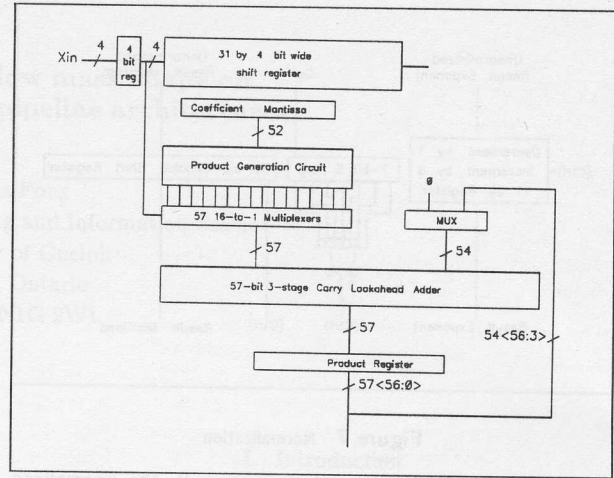 Xin
4
4
bit
reg
4
31 by 4 bit wide
shift register
Coefficient Mantissa
52
Product Generation Circuit
57 16-to-1 Multiplexers
0
MUX
57
54
57-bit 3-stage Carry Lookahead Adder
57
54<56:3>
Product Register
57<56:0>